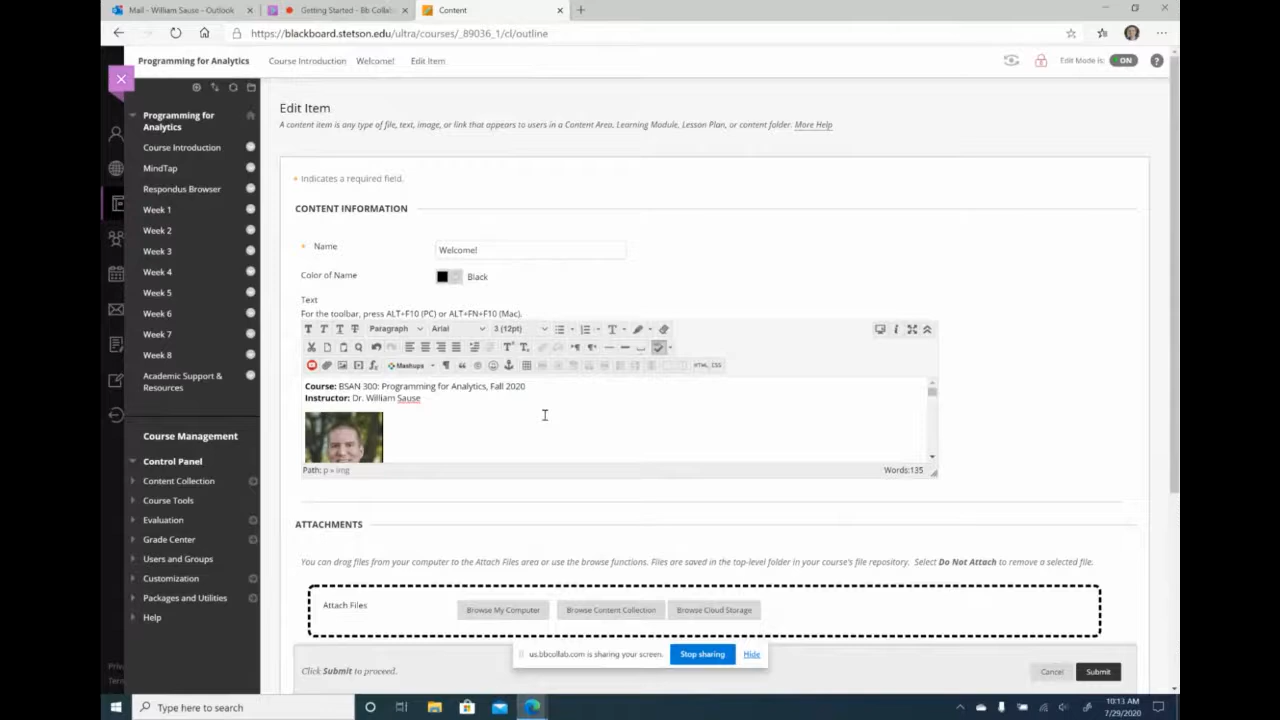 Mail - William Sause - Outlook
Getting Started - Bb Collab
Content
https://blackboard.stetson.edu/ultra/courses/_89036_1/cl/outline
Programming for Analytics
Course Introduction
Welcome!
Edit Item
Edit Mode is:
ON
Programming for
Analytics
Course Introduction
MindTap
Respondus Browser
Week 1
Week 2
Week 3
Week 4
Week 5
Week 6
Week 7
Week 8
Academic Support &
Resources
Course Management
Control Panel
Content Collection
Course Tools
Evaluation
Grade Center
Users and Groups
Customization
Packages and Utilities
Help
Priva
Term
Edit Item
A content item is any type of file, text, image, or link that appears to users in a Content Area, Learning Module, Lesson Plan, or content folder. More Help
Indicates a required field.
CONTENT INFORMATION
Name
Welcome!
Color of Name
Black
Text
For the toolbar, press ALT+F10 (PC) or ALT+FN+F10 (Mac).
T T T T Paragraph Arial 3 (12pt)
Mashups
HTML CSS
Course: BSAN 300: Programming for Analytics, Fall 2020
Instructor: Dr. William Sause
Path: p » img
Words:135
ATTACHMENTS
You can drag files from your computer to the Attach Files area or use the browse functions. Files are saved in the top-level folder in your course's file repository. Select Do Not Attach to remove a selected file.
Attach Files
Browse My Computer
Browse Content Collection
Browse Cloud Storage
us.bbcollab.com is sharing your screen.
Stop sharing
Hide
Click Submit to proceed.
Cancel
Submit
Type here to search
10:13 AM
7/29/2020